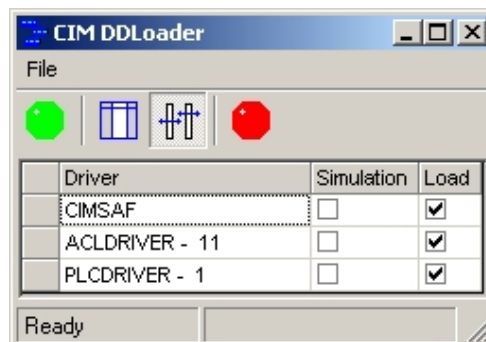 CIM DDLoader
File
Driver Simulation Load
CIMSAF
ACLDRIVER - 11
PLCDRIVER - 1
Ready